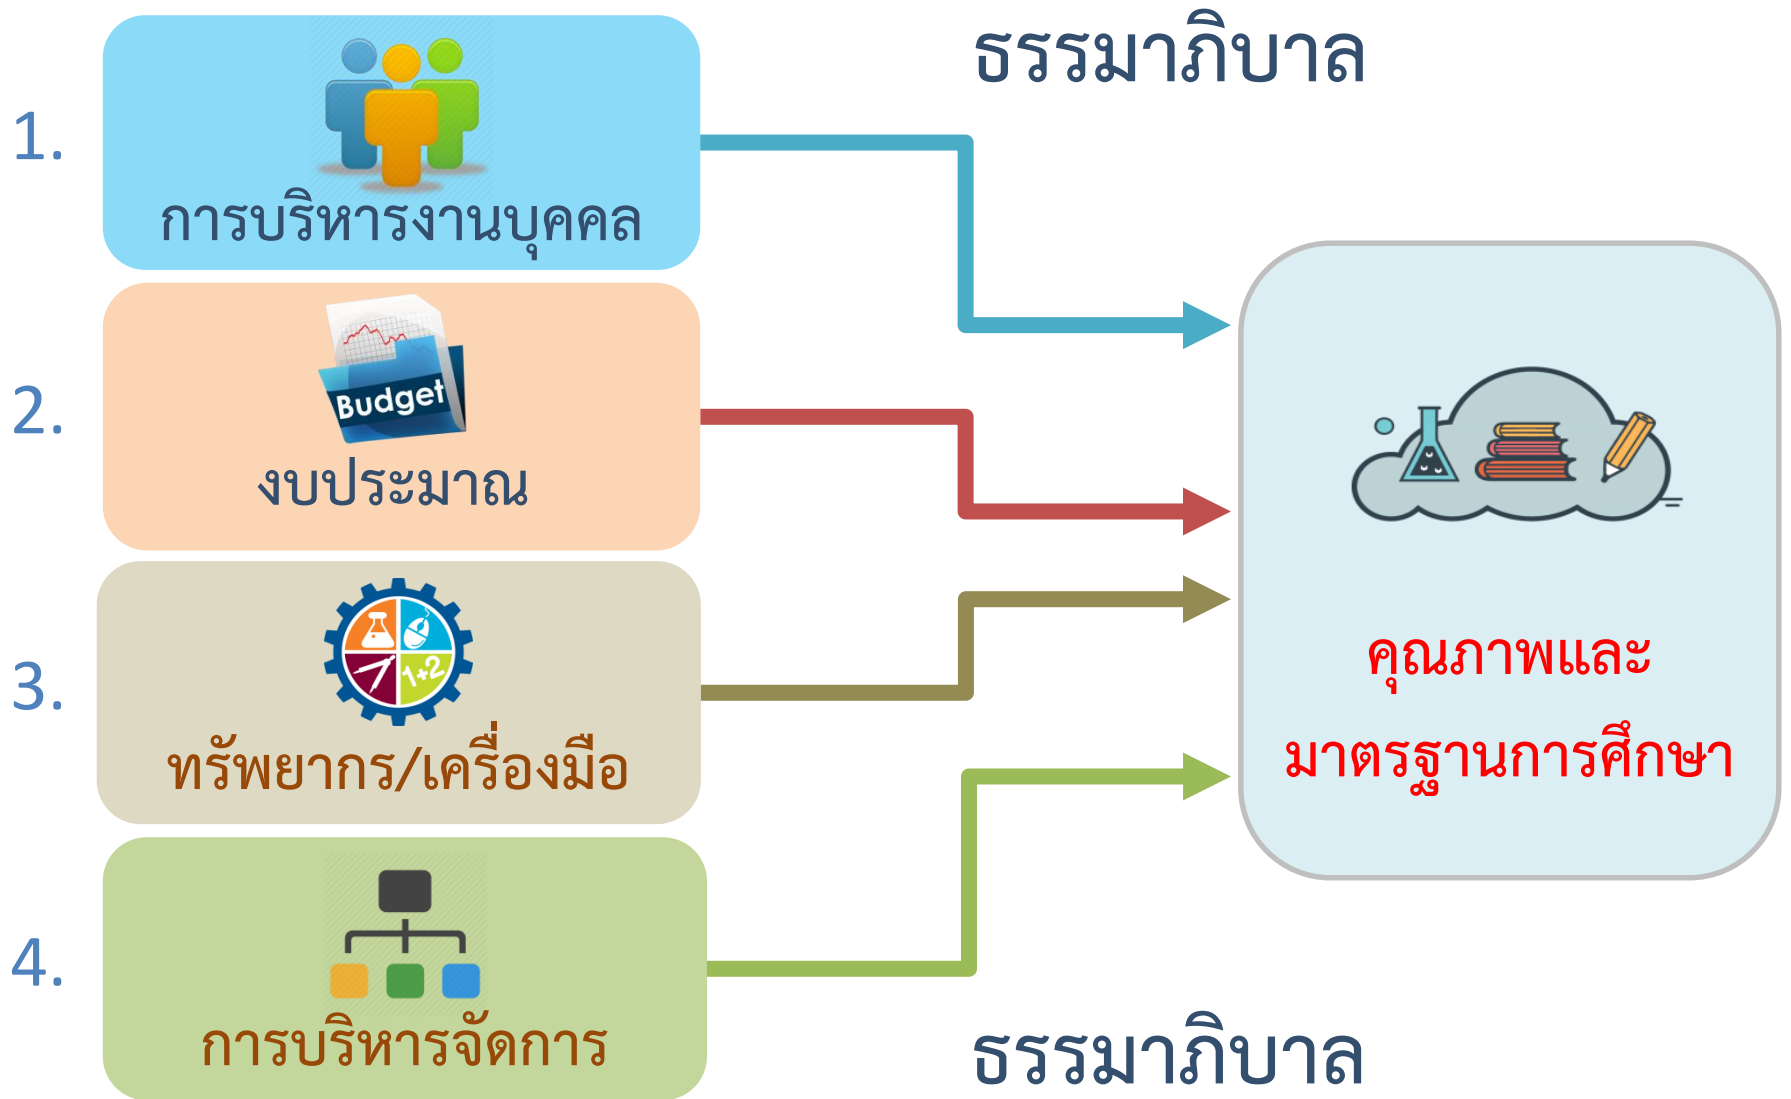 ธรรมาภิบาล
1.
การบริหารงานบุคคล
2.
Budget
งบประมาณ
3.
1+2
ทรัพยากร/เครื่องมือ
4.
การบริหารจัดการ
คุณภาพและ
มาตรฐานการศึกษา
ธรรมาภิบาล